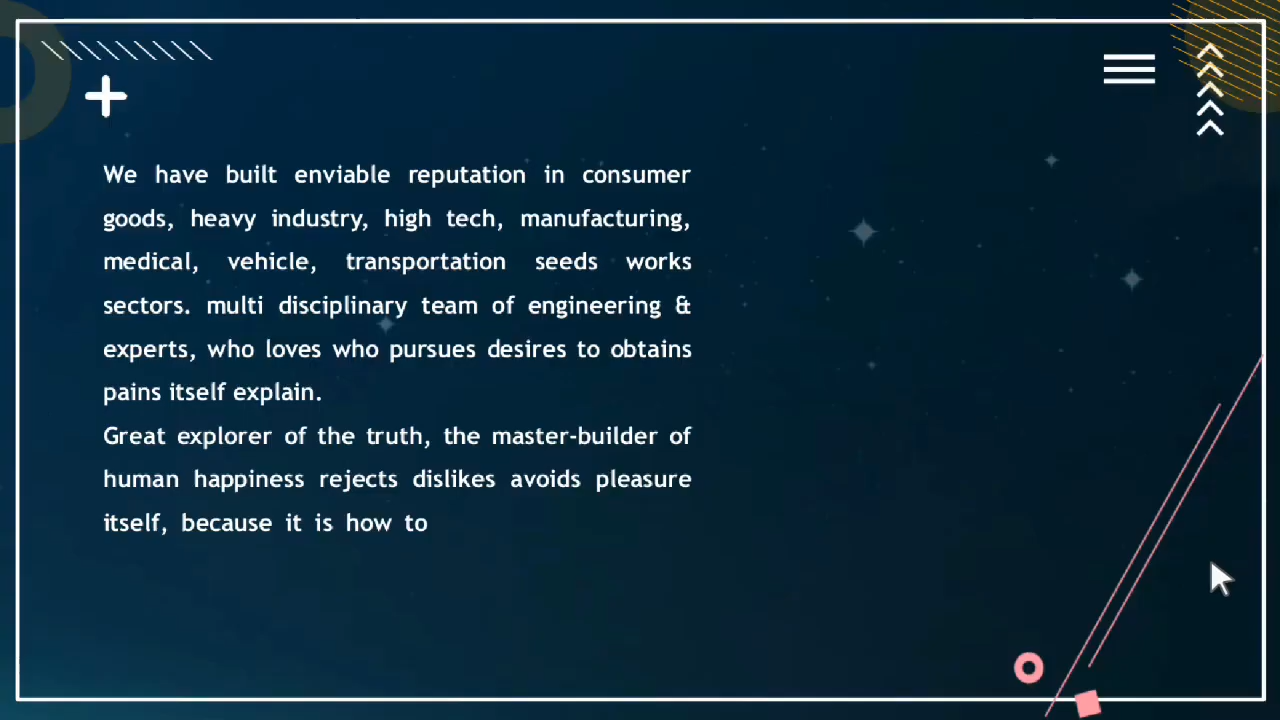 We have built enviable reputation in consumer
goods, heavy industry, high tech, manufacturing,
medical, vehicle, transportation seeds works
sectors. multi disciplinary team of engineering &
experts, who loves who pursues desires to obtains
pains itself explain.
Great explorer of the truth, the master-builder of
human happiness rejects dislikes avoids pleasure
itself, because it is how to